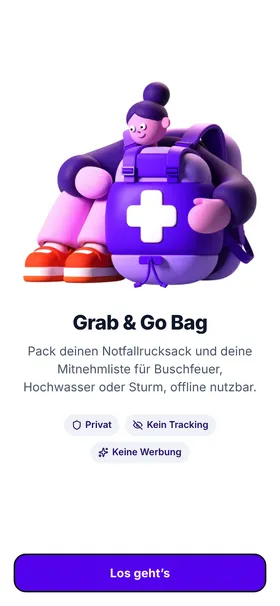 Grab & Go Bag
Pack deinen Notfallrucksack und deine
Mitnehmliste für Buschfeuer,
Hochwasser oder Sturm, offline nutzbar.
Privat
Kein Tracking
Keine Werbung
Los geht’s